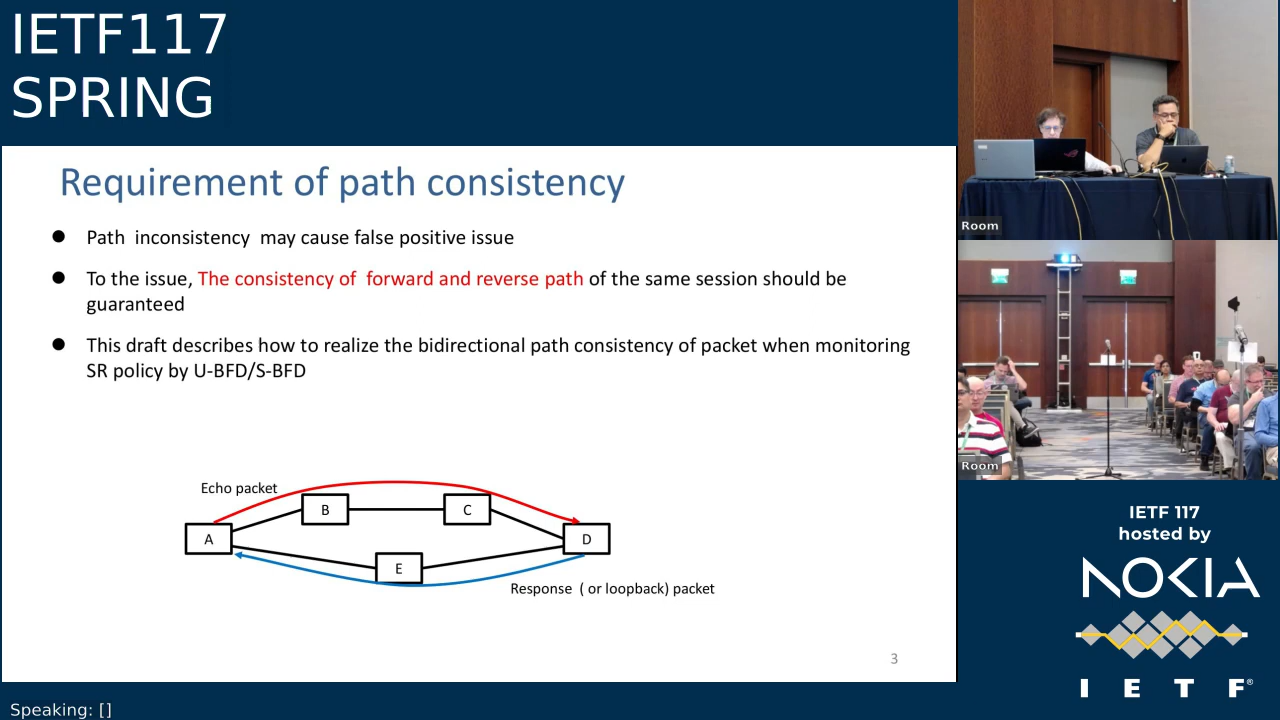 IETF117
SPRING
Requirement of path consistency
● Path inconsistency may cause false positive issue
● To the issue, The consistency of forward and reverse path of the same session should be
guaranteed
● This draft describes how to realize the bidirectional path consistency of packet when monitoring
SR policy by U-BFD/S-BFD
Echo packet
B
C
A
D
E
Response ( or loopback) packet
3
Speaking: []
Room
Room
IETF 117
hosted by
NOKIA
I E T F®